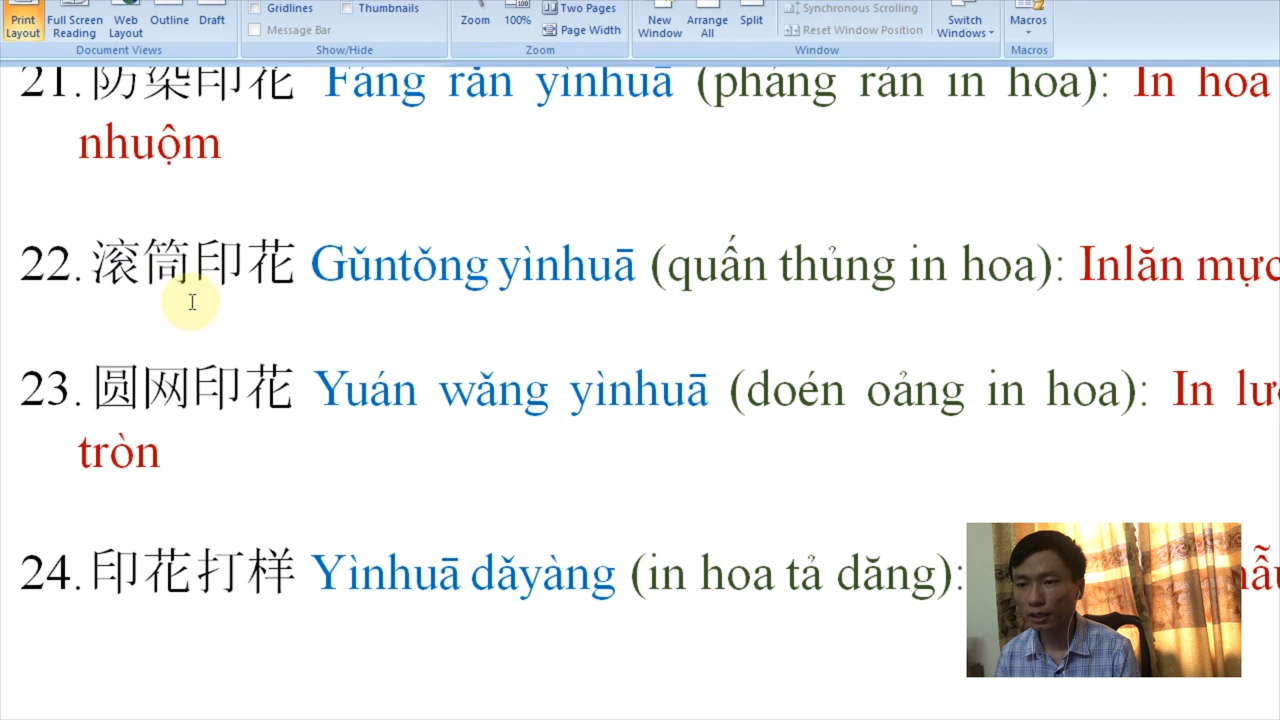 Gridlines Thumbnails Two Pages Synchronous Scrolling
Print Layout Full Screen Reading Web Layout Outline Draft Message Bar Zoom 100% Page Width New Window Arrange All Split Reset Window Position Switch Windows Macros
Document Views Show/Hide Zoom Window Macros
21. 防染印花 Fáng rǎn yìnhuā (pháng rán in hoa): In hoa
nhuộm
22. 滚筒印花 Gǔntǒng yìnhuā (quấn thủng in hoa): Inlăn mực
23. 圆网印花 Yuán wǎng yìnhuā (doén oảng in hoa): In
tròn
24. 印花打样 Yìnhuā dǎyàng (in hoa tả dăng):